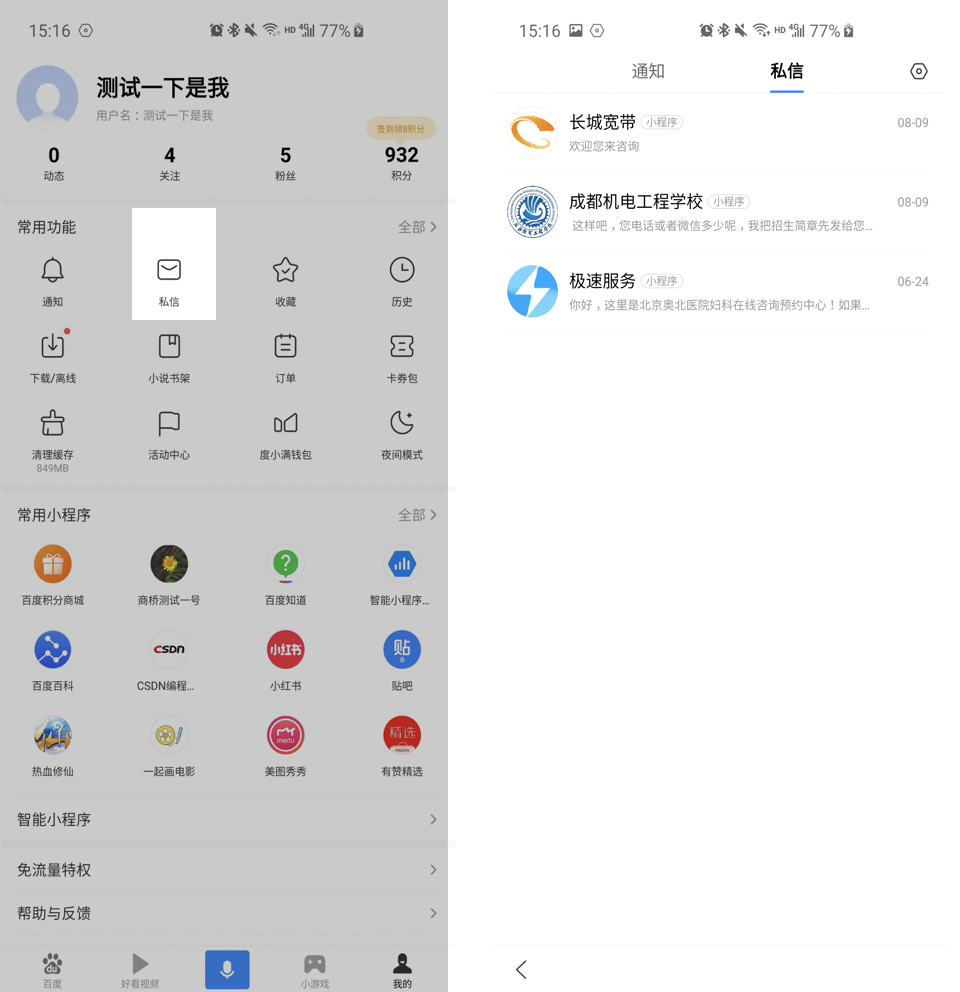 15:16
HD 4G 77%
测试一下是我
用户名：测试一下是我
签到领8积分
0 4 5 932
动态 关注 粉丝 积分
常用功能 全部
通知 私信 收藏 历史
下载/离线 小说书架 订单 卡券包
清理缓存 活动中心 度小满钱包 夜间模式
849MB
常用小程序 全部
百度积分商城 商桥测试一号 百度知道 智能小程序...
CSDN 小红书 贴
百度百科 CSDN编程... 小红书 贴吧
meitu 精选
YOUZAN
热血修仙 一起画电影 美图秀秀 有赞精选
智能小程序
免流量特权
帮助与反馈
du
百度 好看视频 小游戏 我的
15:16
HD 4G 77%
通知 私信
长城宽带 小程序 08-09
欢迎您来咨询
成都机电工程学校 小程序 08-09
这样吧，您电话或者微信多少呢，我把招生简章先发给您...
极速服务 小程序 06-24
你好，这里是北京奥北医院妇科在线咨询预约中心！如果...